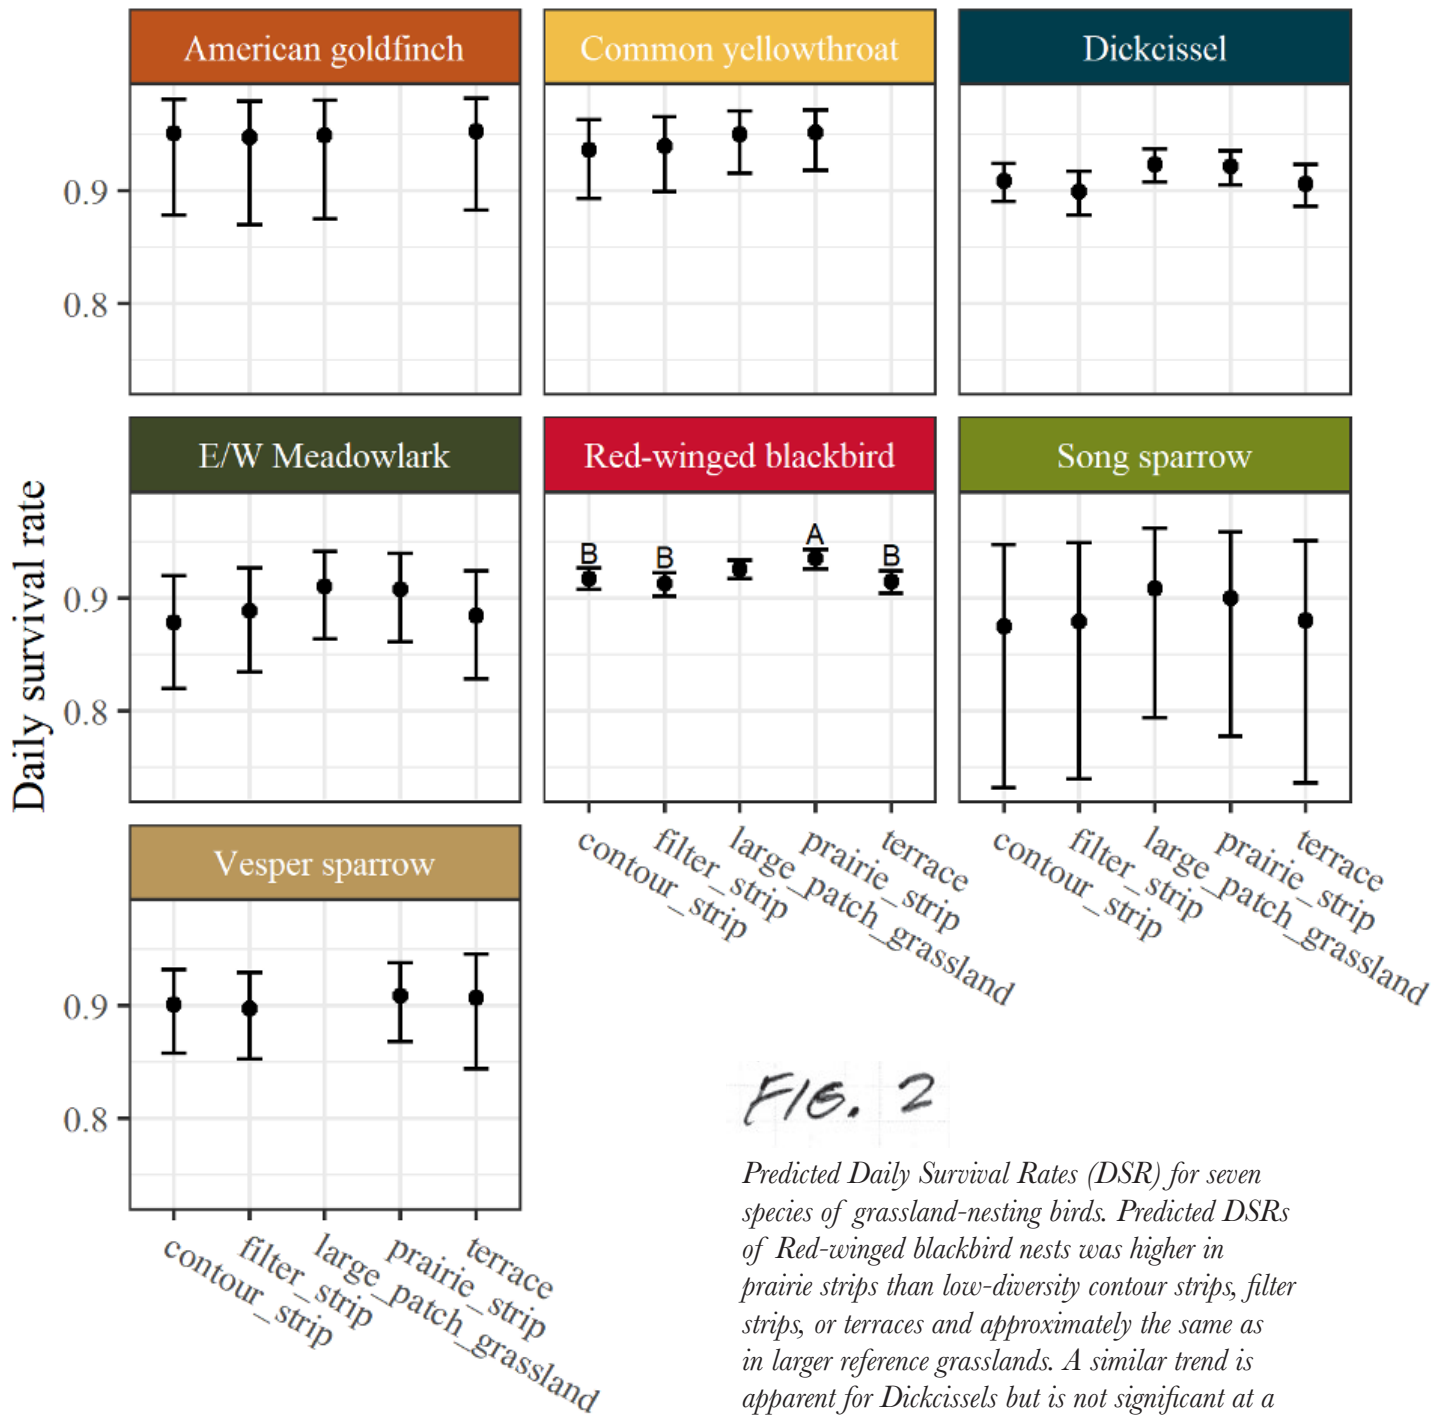 American goldfinch
Common yellowthroat
Dickcissel
0.9
0.8
Daily survival rate
E/W Meadowlark
Red-winged blackbird
Song sparrow
0.9
0.8
B
B
A
B
contour_strip
filter_strip
large_patch_grassland
prairie_strip
terrace
contour_strip
filter_strip
large_patch_grassland
prairie_strip
terrace
Vesper sparrow
0.9
0.8
contour_strip
filter_strip
large_patch_grassland
prairie_strip
terrace
FIG. 2
Predicted Daily Survival Rates (DSR) for seven
species of grassland-nesting birds. Predicted DSRs
of Red-winged blackbird nests was higher in
prairie strips than low-diversity contour strips, filter
strips, or terraces and approximately the same as
in larger reference grasslands. A similar trend is
apparent for Dickcissels but is not significant at a